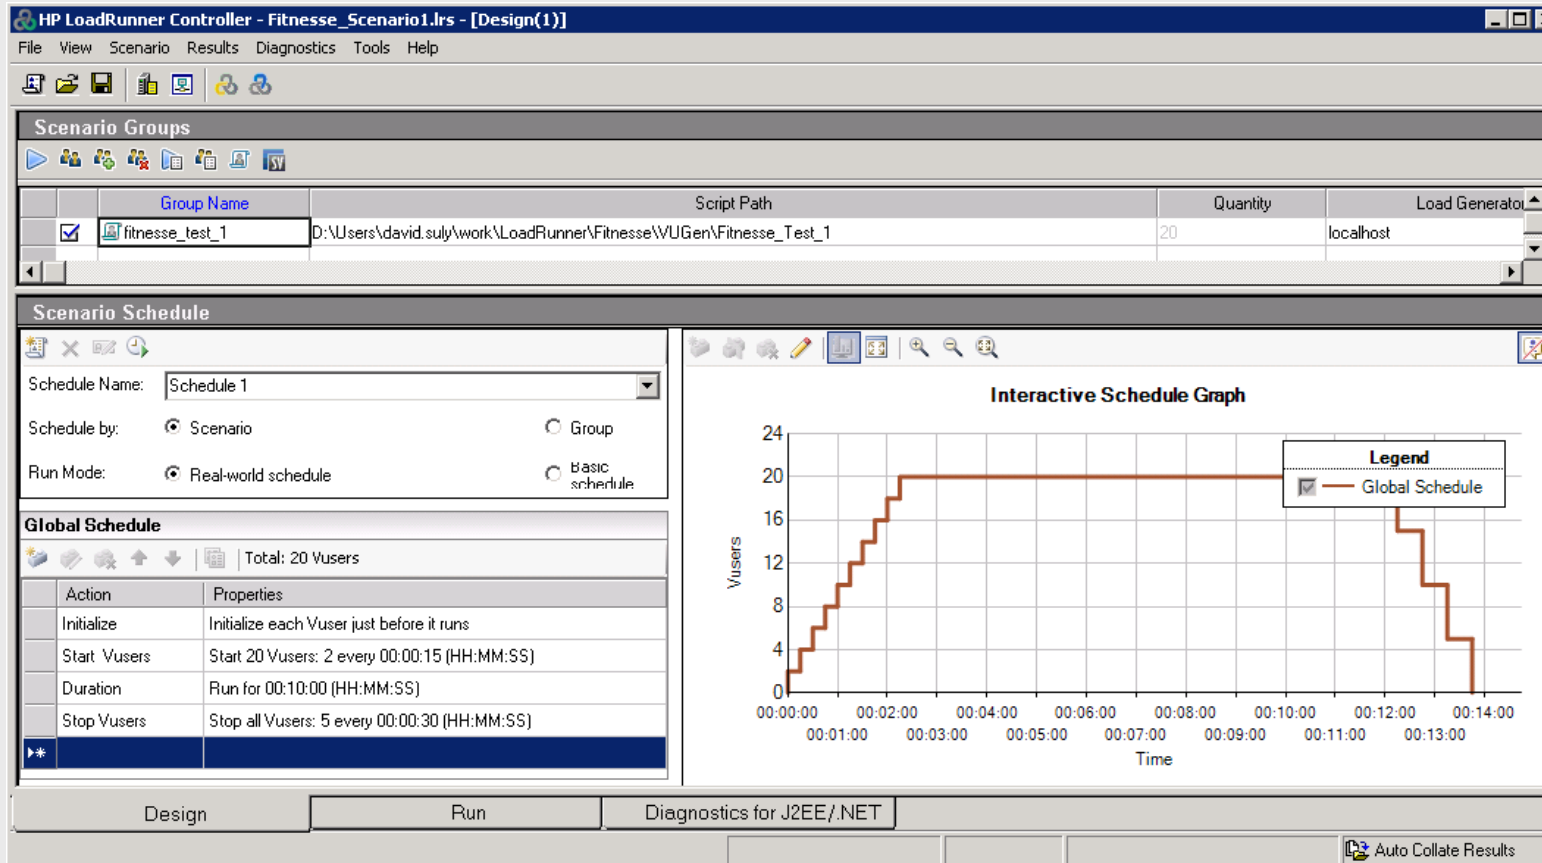 HP LoadRunner Controller - Fitnesse_Scenario1.lrs - [Design(1)]
File View Scenario Results Diagnostics Tools Help
Scenario Groups
SV
Group Name Script Path Quantity Load Generator
fitnesse_test_1 D:\Users\david.suly\work\LoadRunner\Fitnesse\VUGen\Fitnesse_Test_1 20 localhost
Scenario Schedule
Schedule Name: Schedule 1
Schedule by: Scenario Group
Run Mode: Real-world schedule Basic schedule
Global Schedule
Total: 20 Vusers
Action Properties
Initialize Initialize each Vuser just before it runs
Start Vusers Start 20 Vusers: 2 every 00:00:15 (HH:MM:SS)
Duration Run for 00:10:00 (HH:MM:SS)
Stop Vusers Stop all Vusers: 5 every 00:00:30 (HH:MM:SS)
Interactive Schedule Graph
24
20
16
12
8
4
0
Vusers
Legend
Global Schedule
00:00:00 00:02:00 00:04:00 00:06:00 00:08:00 00:10:00 00:12:00 00:14:00
00:01:00 00:03:00 00:05:00 00:07:00 00:09:00 00:11:00 00:13:00
Time
Design Run Diagnostics for J2EE/.NET
Auto Collate Results